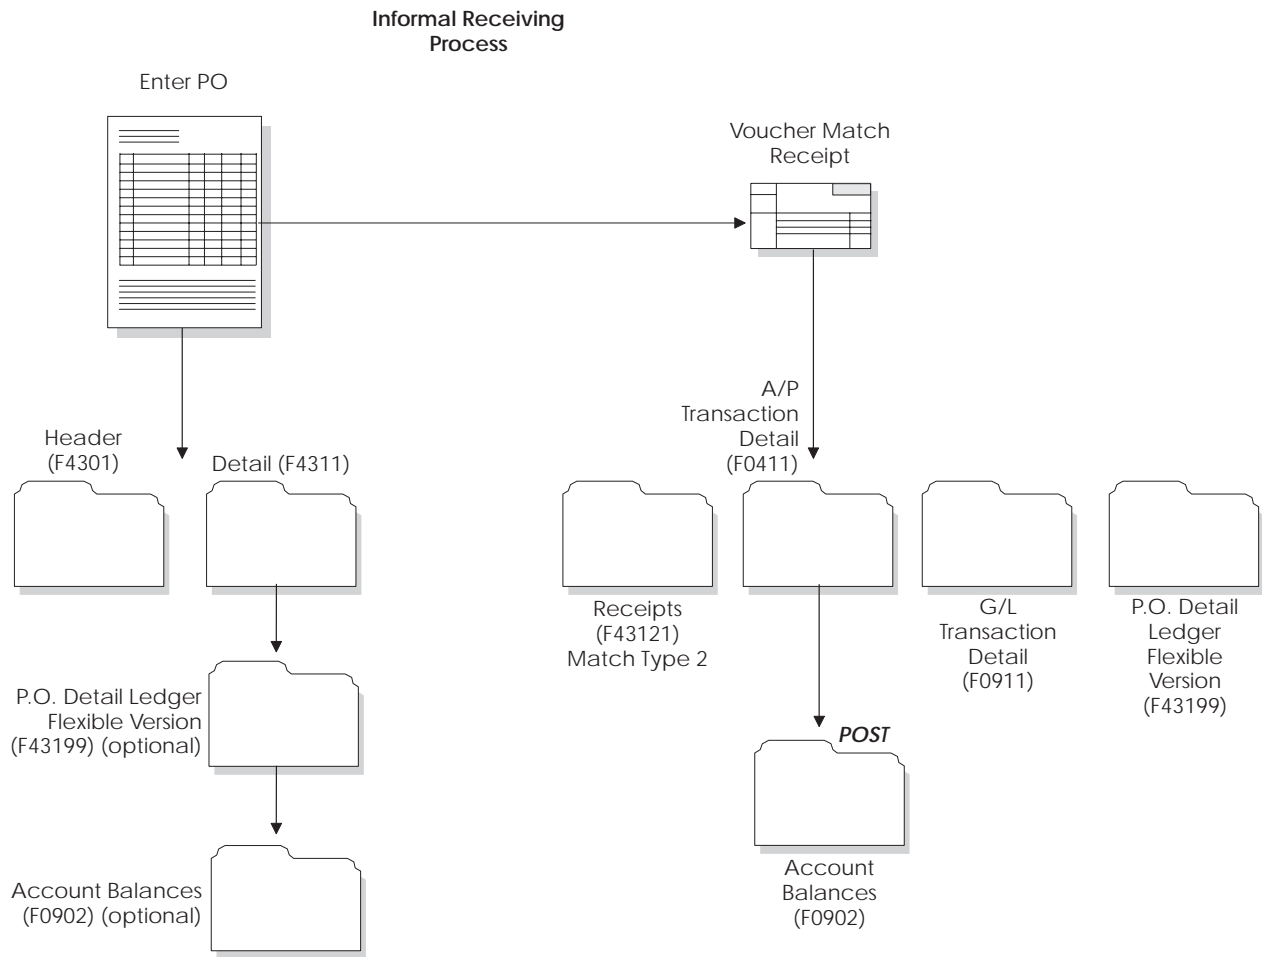 Informal Receiving
Process
Enter PO
Voucher Match
Receipt
A/P
Transaction
Detail
(F0411)
Header
(F4301)
Detail (F4311)
Receipts
(F43121)
Match Type 2
G/L
Transaction
Detail
(F0911)
P.O. Detail
Ledger
Flexible
Version
(F43199)
P.O. Detail Ledger
Flexible Version
(F43199) (optional)
POST
Account Balances
(F0902) (optional)
Account
Balances
(F0902)